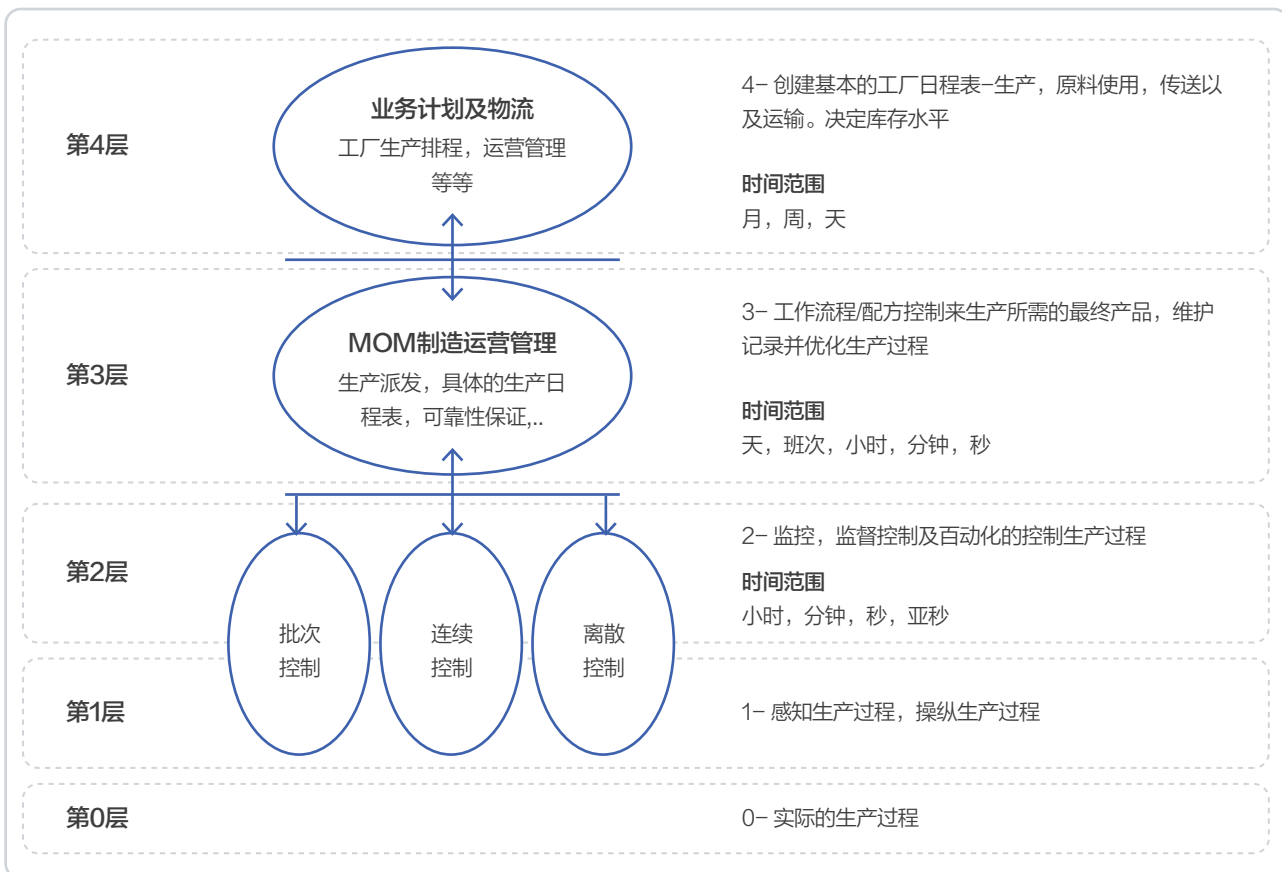 第4层
业务计划及物流
工厂生产排程，运营管理
等等
4- 创建基本的工厂日程表-生产，原料使用，传送以
及运输。决定库存水平
时间范围
月，周，天
第3层
MOM制造运营管理
生产派发，具体的生产日
程表，可靠性保证,..
3- 工作流程/配方控制来生产所需的最终产品，维护
记录并优化生产过程
时间范围
天，班次，小时，分钟，秒
第2层
2- 监控，监督控制及百动化的控制生产过程
时间范围
小时，分钟，秒，亚秒
批次
控制
连续
控制
离散
控制
第1层
1- 感知生产过程，操纵生产过程
第0层
0- 实际的生产过程